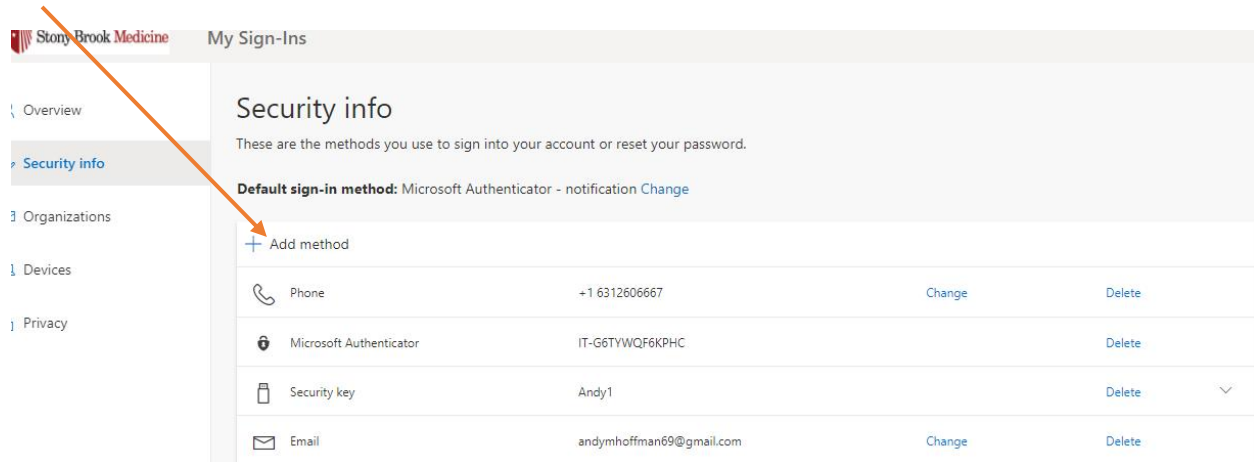 Stony Brook Medicine My Sign-Ins
Overview
Security info
Organizations
Devices
Privacy
Security info
These are the methods you use to sign into your account or reset your password.
Default sign-in method: Microsoft Authenticator - notification Change
Add method
Phone +1 6312606667 Change Delete
Microsoft Authenticator IT-G6TYWQF6KPHC Delete
Security key Andy1 Delete
Email andymhoffman69@gmail.com Change Delete